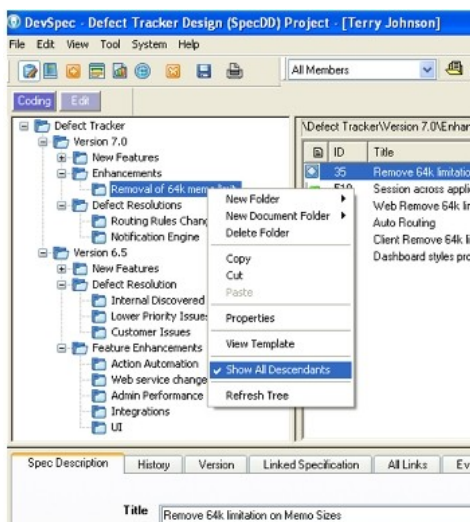 DevSpec - Defect Tracker Design (SpecDD) Project - [Terry Johnson]
File Edit View Tool System Help
All Members
Coding Edit
Defect Tracker
Version 7.0
New Features
Enhancements
Removal of 64k memo limit
Defect Resolutions
Routing Rules Chang
Notification Engine
Version 6.5
New Features
Defect Resolution
Internal Discovered
Lower Priority Issues
Customer Issues
Feature Enhancements
Action Automation
Web service change
Admin Performance
Integrations
UI
New Folder
New Document Folder
Delete Folder
Copy
Cut
Paste
Properties
View Template
Show All Descendants
Refresh Tree
\Defect Tracker\Version 7.0\Enhan
ID Title
35 Remove 64k limitatio
Session across appli
Web Remove 64k li
Auto Routing
Client Remove 64k li
Dashboard styles pro
Spec Description History Version Linked Specification All Links Ev
Title Remove 64k limitation on Memo Sizes